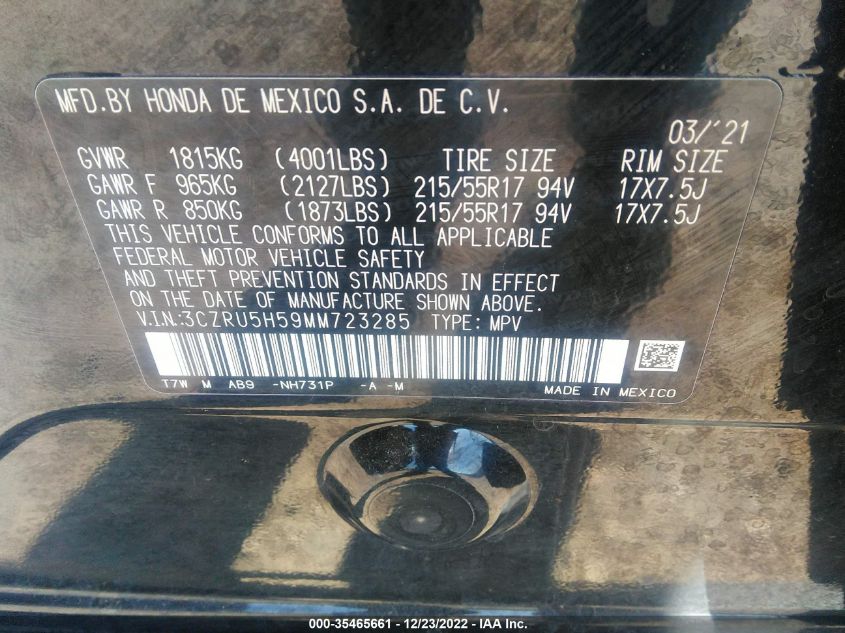 MFD.BY HONDA DE MEXICO S.A. DE C.V.
03/'21
GVWR 1815KG (4001LBS) TIRE SIZE RIM SIZE
GAWR F 965KG (2127LBS) 215/55R17 94V 17X7.5J
GAWR R 850KG (1873LBS) 215/55R17 94V 17X7.5J
THIS VEHICLE CONFORMS TO ALL APPLICABLE
FEDERAL MOTOR VEHICLE SAFETY
AND THEFT PREVENTION STANDARDS IN EFFECT
ON THE DATE OF MANUFACTURE SHOWN ABOVE.
V.I.N.:3CZRU5H59MM723285 TYPE: MPV
T7W M AB9 -NH731P -A -M MADE IN MEXICO
000-35465661 - 12/23/2022 - IAA Inc.